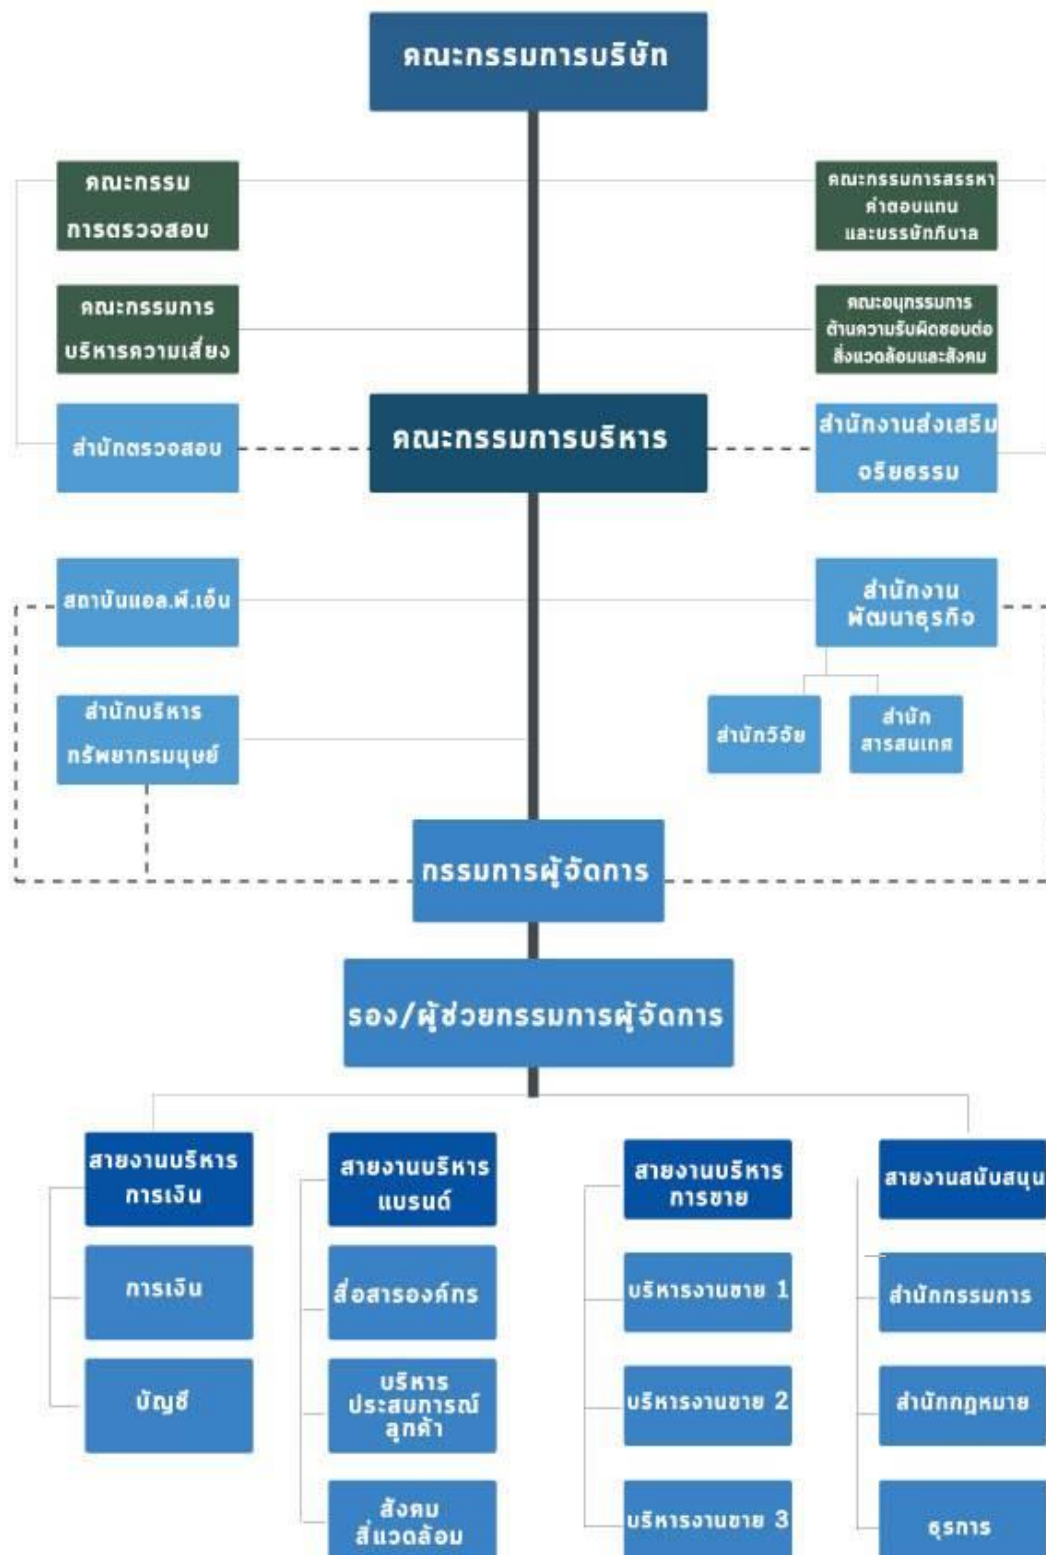 คณะกรรมการบริษัท
คณะกรรม
การตรวจสอบ
คณะกรรมการสรรหา
ค่าตอบแทน
และบรรษัทภิบาล
คณะกรรมการ
บริหารความเสี่ยง
คณะอนุกรรมการ
ด้านความรับผิดชอบต่อ
สิ่งแวดล้อมและสังคม
สำนักตรวจสอบ
คณะกรรมการบริหาร
สำนักงานส่งเสริม
จริยธรรม
สถาบันแอล.พี.เอ็น
สำนักงาน
พัฒนาธุรกิจ
สำนักบริหาร
ทรัพยากรมนุษย์
สำนักวิจัย
สำนัก
สารสนเทศ
กรรมการผู้จัดการ
รอง/ผู้ช่วยกรรมการผู้จัดการ
สายงานบริหาร
การเงิน
การเงิน
บัญชี
สายงานบริหาร
แบรนด์
สื่อสารองค์กร
บริหาร
ประสบการณ์
ลูกค้า
สังคม
สิ่แวดล้อม
สายงานบริหาร
การขาย
บริหารงานขาย 1
บริหารงานขาย 2
บริหารงานขาย 3
สายงานสนับสนุน
สำนักกรรมการ
สำนักกฎหมาย
ธุรการ